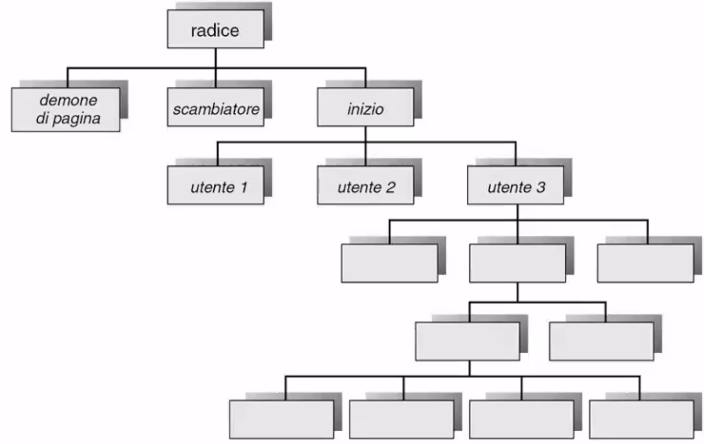 radice
demone
di pagina
scambiatore
inizio
utente 1
utente 2
utente 3